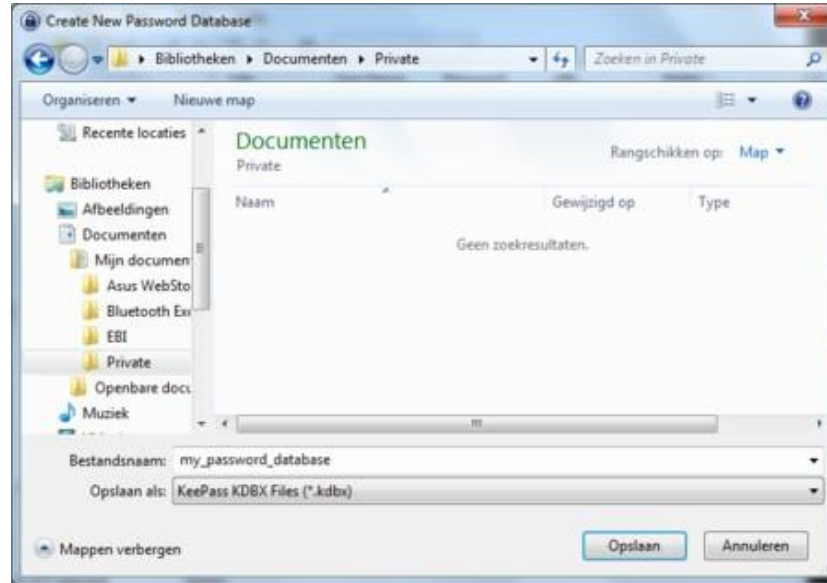 Create New Password Database
Bibliotheken Documenten Private
Zoeken in Private
Organiseren Nieuwe map
Recente locaties
Bibliotheken
Afbeeldingen
Documenten
Mijn documen
Asus WebSto
Bluetooth Ex
EBI
Private
Openbare docu
Muziek
Documenten
Private
Rangschikken op: Map
Naam Gewijzigd op Type
Geen zoekresultaten.
Bestandsnaam: my_password_database
Opslaan als: KeePass KDBX Files (*.kdbx)
Mappen verbergen
Opslaan Annuleren